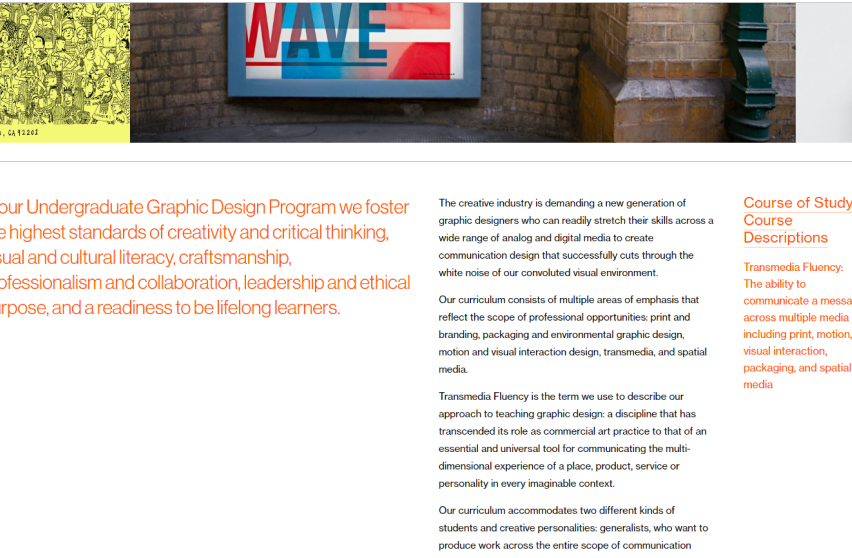 WAVE
CA 92202
our Undergraduate Graphic Design Program we foster
highest standards of creativity and critical thinking,
and cultural literacy, craftsmanship,
and collaboration, leadership and ethical
and a readiness to be lifelong learners.
The creative industry is demanding a new generation of
graphic designers who can readily stretch their skills across a
wide range of analog and digital media to create
communication design that successfully cuts through the
white noise of our convoluted visual environment.
Our curriculum consists of multiple areas of emphasis that
reflect the scope of professional opportunities: print and
branding, packaging and environmental graphic design,
motion and visual interaction design, transmedia, and spatial
media.
Transmedia Fluency is the term we use to describe our
approach to teaching graphic design: a discipline that has
transcended its role as commercial art practice to that of an
essential and universal tool for communicating the multi-
dimensional experience of a place, product, service or
personality in every imaginable context.
Our curriculum accommodates two different kinds of
students and creative personalities: generalists, who want to
produce work across the entire scope of communication
Course of Study
Course
Descriptions
Transmedia Fluency:
The ability to
communicate a messa
across multiple media
including print, motion,
visual interaction,
packaging, and spatial
media